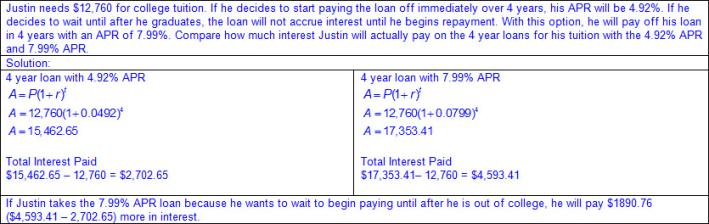 Justin needs $12,760 for college tuition. If he decides to start paying the loan off immediately over 4 years, his APR will be 4.92%. If he
decides to wait until after he graduates, the loan will not accrue interest until he begins repayment. With this option, he will pay off his loan
in 4 years with an APR of 7.99%. Compare how much interest Justin will actually pay on the 4 year loans for his tuition with the 4.92% APR
and 7.99% APR.
Solution:
4 year loan with 4.92% APR
A = P(1+ r)^t
A = 12,760(1+ 0.0492)^4
A = 15,462.65
Total Interest Paid
$15,462.65 – 12,760 = $2,702.65
4 year loan with 7.99% APR
A = P(1+ r)^t
A = 12,760(1+ 0.0799)^4
A = 17,353.41
Total Interest Paid
$17,353.41– 12,760 = $4,593.41
If Justin takes the 7.99% APR loan because he wants to wait to begin paying until after he is out of college, he will pay $1890.76
($4,593.41 – 2,702.65) more in interest.